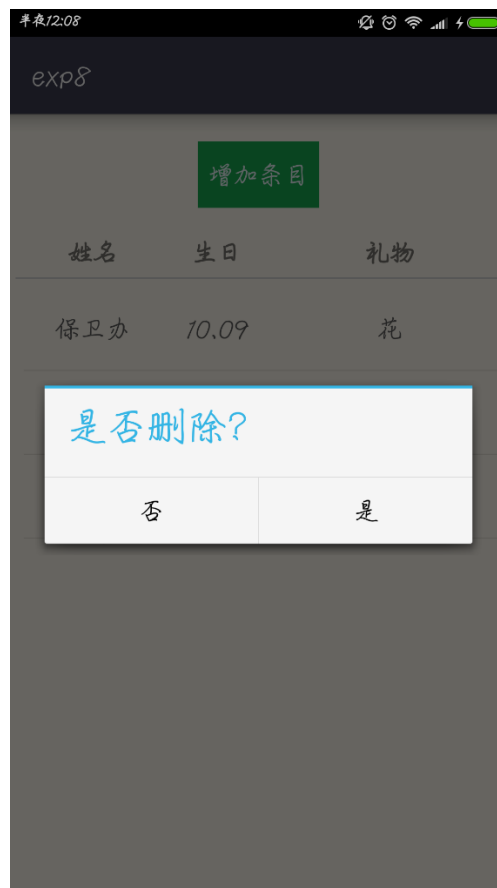 半夜12:08
exp8
增加条目
姓名 生日 礼物
保卫办 10.09 花
是否删除?
否 是